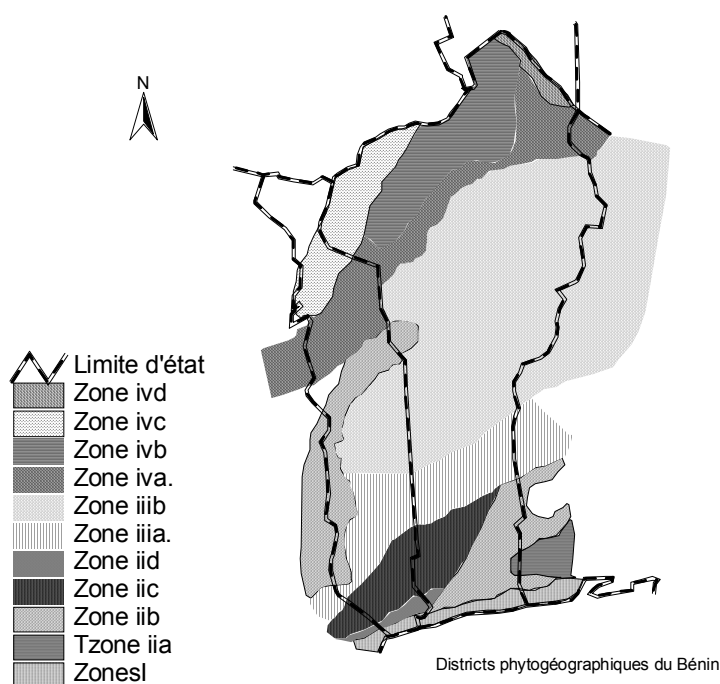 N
Limite d'état
Zone ivd
Zone ivc
Zone ivb
Zone iva.
Zone iiib
Zone iiia.
Zone iid
Zone iic
Zone iib
Tzone iia
ZonesI
Districts phytogéographiques du Bénin